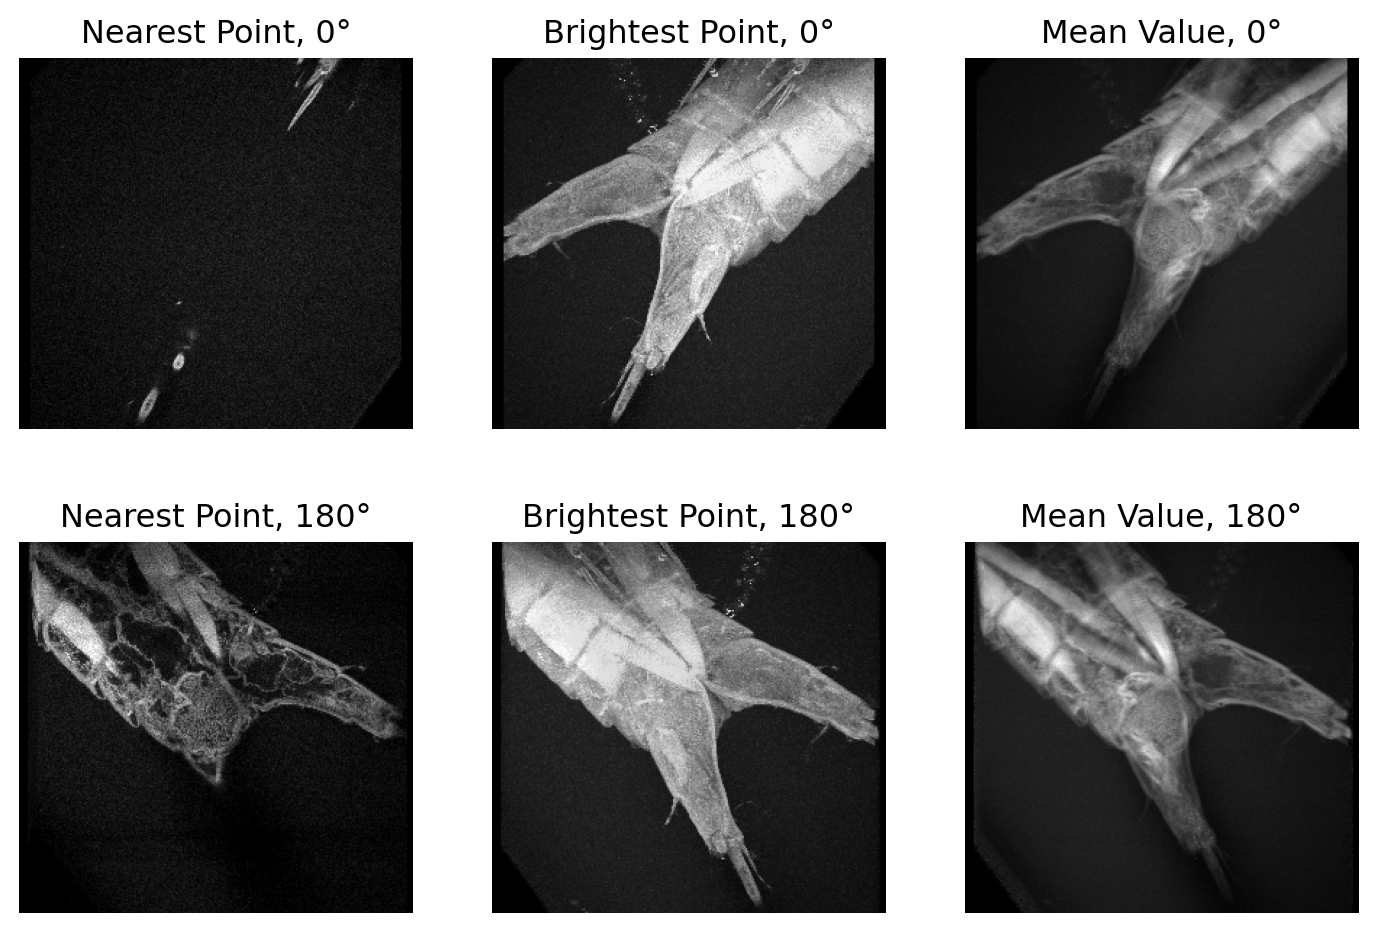 Nearest Point, 0°
Brightest Point, 0°
Mean Value, 0°
Nearest Point, 180°
Brightest Point, 180°
Mean Value, 180°